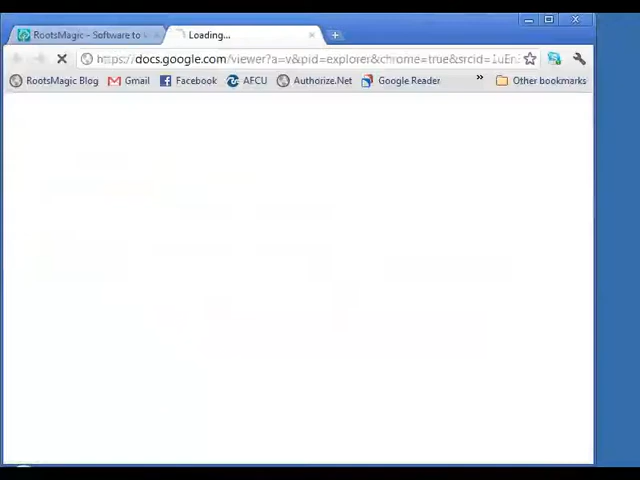 RootsMagic - Software to
Loading...
https://docs.google.com/viewer?a=v&pid=explorer&chrome=true&srcid=1uEn
RootsMagic Blog
Gmail
Facebook
AFCU
Authorize.Net
Google Reader
»
Other bookmarks